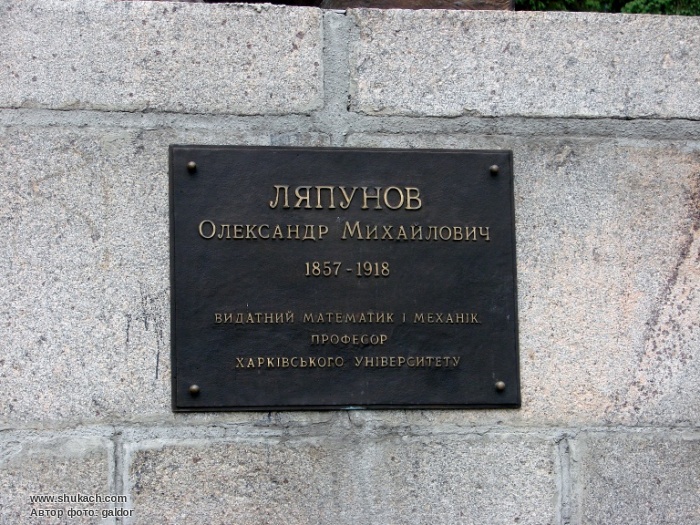 ЛЯПУНОВ
ОЛЕКСАНДР МИХАЙЛОВИЧ
1857 - 1918
ВИДАТНИЙ МАТЕМАТИК І МЕХАНІК.
ПРОФЕСОР
ХАРКІВСЬКОГО УНІВЕРСИТЕТУ
www.shukach.com
Автор фото: galdor